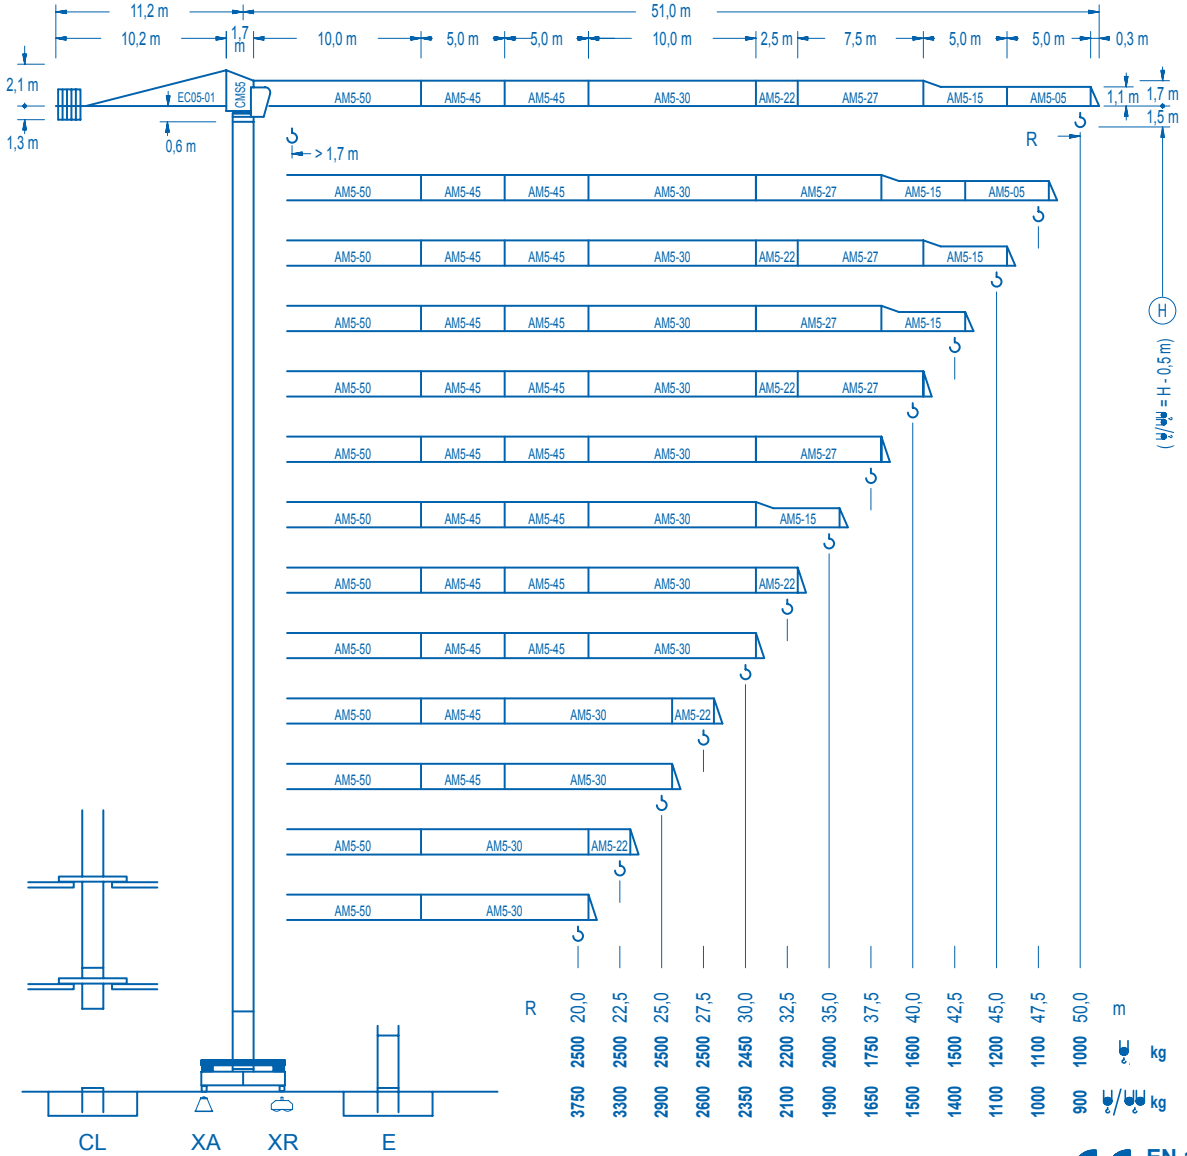 11,2 m 51,0 m
10,2 m 1,7 m 10,0 m 5,0 m 5,0 m 10,0 m 2,5 m 7,5 m 5,0 m 5,0 m 0,3 m
2,1 m EC05-01 CMS5 AM5-50 AM5-45 AM5-45 AM5-30 AM5-22 AM5-27 AM5-15 AM5-05 1,1 m 1,7 m
1,3 m 0,6 m > 1,7 m R 1,5 m
AM5-50 AM5-45 AM5-45 AM5-30 AM5-27 AM5-15 AM5-05
AM5-50 AM5-45 AM5-45 AM5-30 AM5-22 AM5-27 AM5-15
H
AM5-50 AM5-45 AM5-45 AM5-30 AM5-27 AM5-15
( / = H - 0,5 m)
AM5-50 AM5-45 AM5-45 AM5-30 AM5-22 AM5-27
AM5-50 AM5-45 AM5-45 AM5-30 AM5-27
AM5-50 AM5-45 AM5-45 AM5-30 AM5-15
AM5-50 AM5-45 AM5-45 AM5-30 AM5-22
AM5-50 AM5-45 AM5-45 AM5-30
AM5-50 AM5-45 AM5-30 AM5-22
AM5-50 AM5-45 AM5-30
AM5-50 AM5-30 AM5-22
AM5-50 AM5-30
R 20,0 22,5 25,0 27,5 30,0 32,5 35,0 37,5 40,0 42,5 45,0 47,5 50,0 m
2500 2500 2500 2500 2450 2200 2000 1750 1600 1500 1200 1100 1000 kg
3750 3300 2900 2600 2350 2100 1900 1650 1500 1400 1100 1000 900 / kg
CL XA XR E